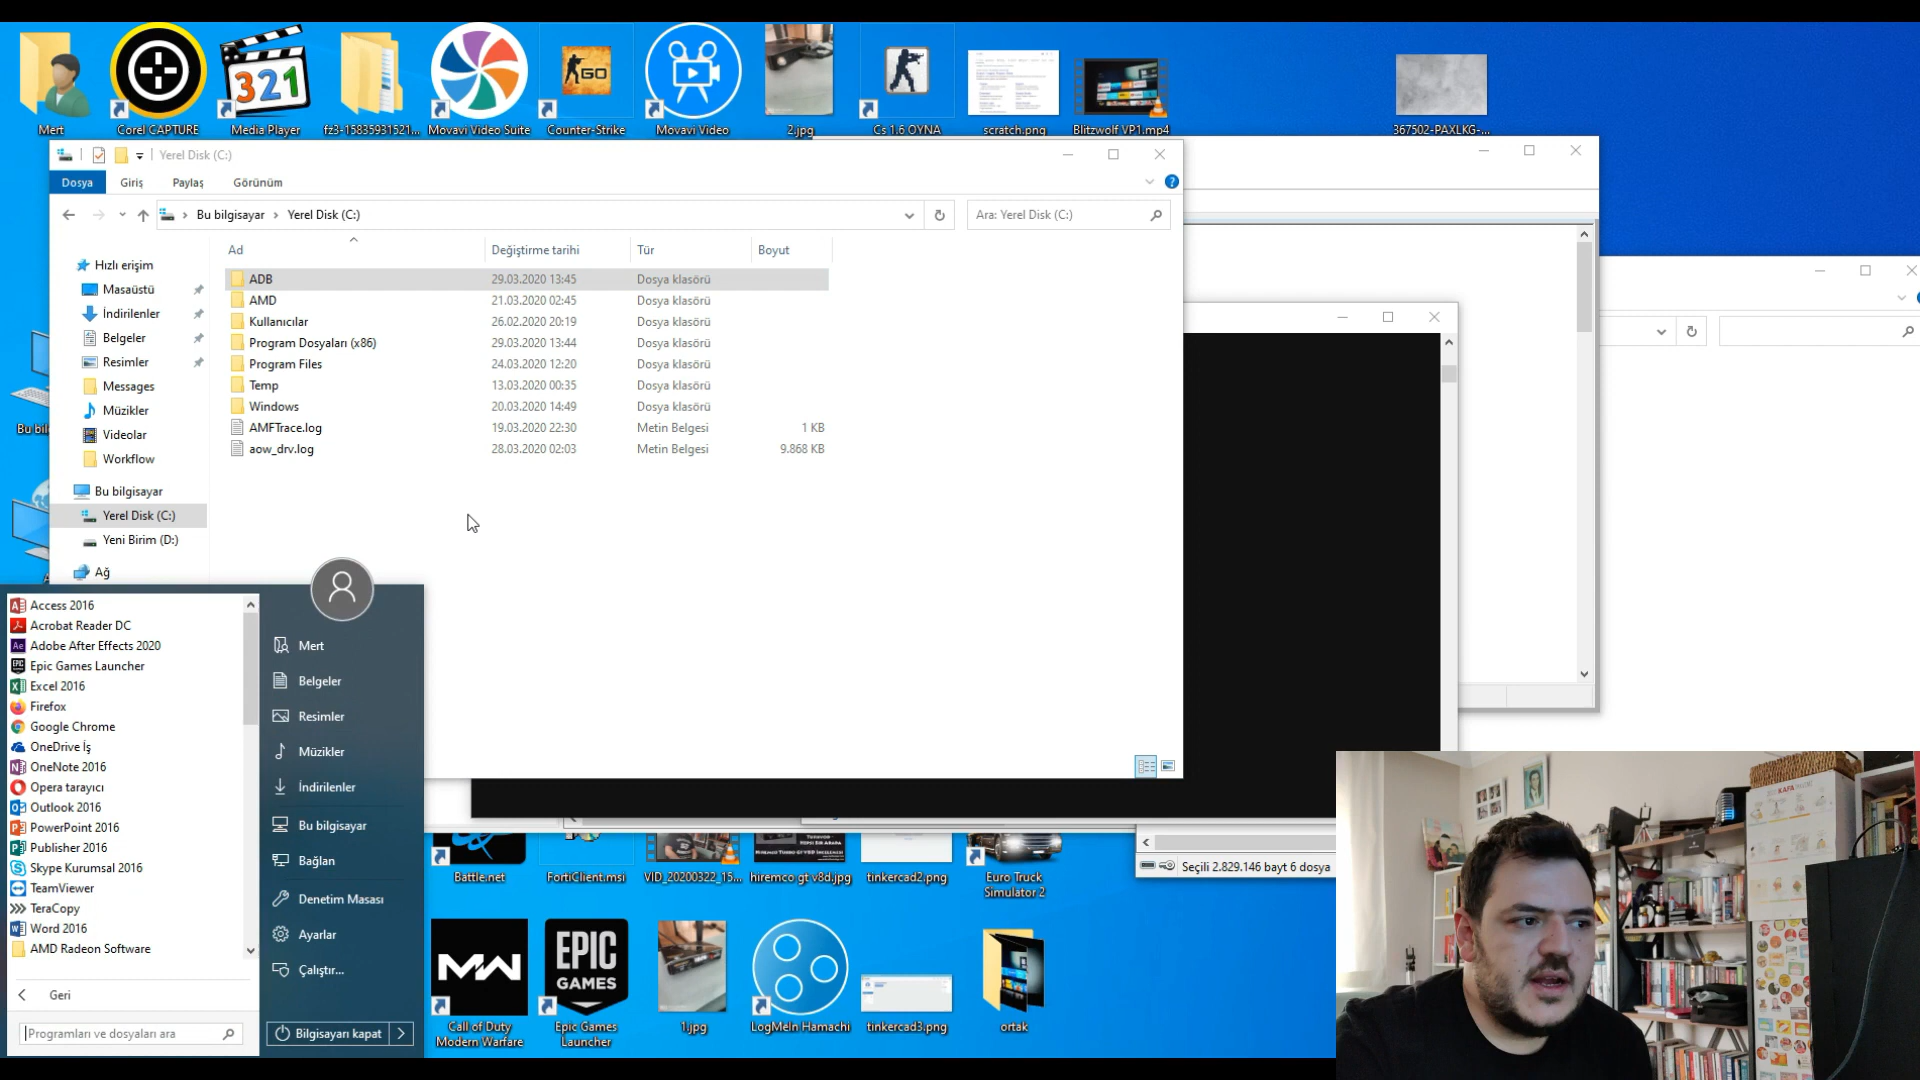 Mert
Corel CAPTURE
Media Player
fz3-15835931521...
Movavi Video Suite
Counter-Strike
Movavi Video
2.jpg
Cs 1.6 OYNA
scratch.png
Blitzwolf VP1.mp4
367502-PAXLKG-...
321
GO
Yerel Disk (C:)
Dosya
Giriş
Paylaş
Görünüm
Bu bilgisayar
Yerel Disk (C:)
Ara: Yerel Disk (C:)
Ad
Değiştirme tarihi
Tür
Boyut
ADB 29.03.2020 13:45 Dosya klasörü
AMD 21.03.2020 02:45 Dosya klasörü
Kullanıcılar 26.02.2020 20:19 Dosya klasörü
Program Dosyaları (x86) 29.03.2020 13:44 Dosya klasörü
Program Files 24.03.2020 12:20 Dosya klasörü
Temp 13.03.2020 00:35 Dosya klasörü
Windows 20.03.2020 14:49 Dosya klasörü
AMFTrace.log 19.03.2020 22:30 Metin Belgesi 1 KB
aow_drv.log 28.03.2020 02:03 Metin Belgesi 9.868 KB
Hızlı erişim
Masaüstü
İndirilenler
Belgeler
Resimler
Messages
Müzikler
Videolar
Workflow
Bu bilgisayar
Yerel Disk (C:)
Yeni Birim (D:)
Ağ
Bu bil
Access 2016
Acrobat Reader DC
Adobe After Effects 2020
Epic Games Launcher
Excel 2016
Firefox
Google Chrome
OneDrive İş
OneNote 2016
Opera tarayıcı
Outlook 2016
PowerPoint 2016
Publisher 2016
Skype Kurumsal 2016
TeamViewer
TeraCopy
Word 2016
AMD Radeon Software
Geri
Programları ve dosyaları ara
Mert
Belgeler
Resimler
Müzikler
İndirilenler
Bu bilgisayar
Bağlan
Denetim Masası
Ayarlar
Çalıştır...
Bilgisayarı kapat
Battle.net
FortiClient.msi
VID_20200322_15...
hiremco gt v8d.jpg
tinkercad2.png
Euro Truck
Simulator 2
Seçili 2.829.146 bayt 6 dosya
MW
EPIC
GAMES
Call of Duty
Modern Warfare
Epic Games
Launcher
1.jpg
LogMeIn Hamachi
tinkercad3.png
ortak
KAFA